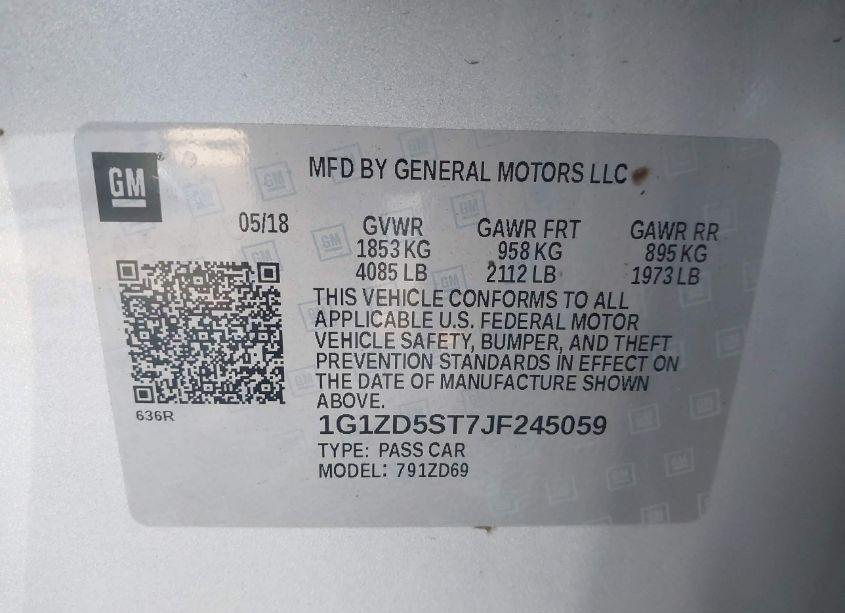 GM
MFD BY GENERAL MOTORS LLC
05/18 GVWR GAWR FRT GAWR RR
1853 KG 958 KG 895 KG
4085 LB 2112 LB 1973 LB
THIS VEHICLE CONFORMS TO ALL
APPLICABLE U.S. FEDERAL MOTOR
VEHICLE SAFETY, BUMPER, AND THEFT
PREVENTION STANDARDS IN EFFECT ON
THE DATE OF MANUFACTURE SHOWN
ABOVE.
636R
1G1ZD5ST7JF245059
TYPE: PASS CAR
MODEL: 791ZD69